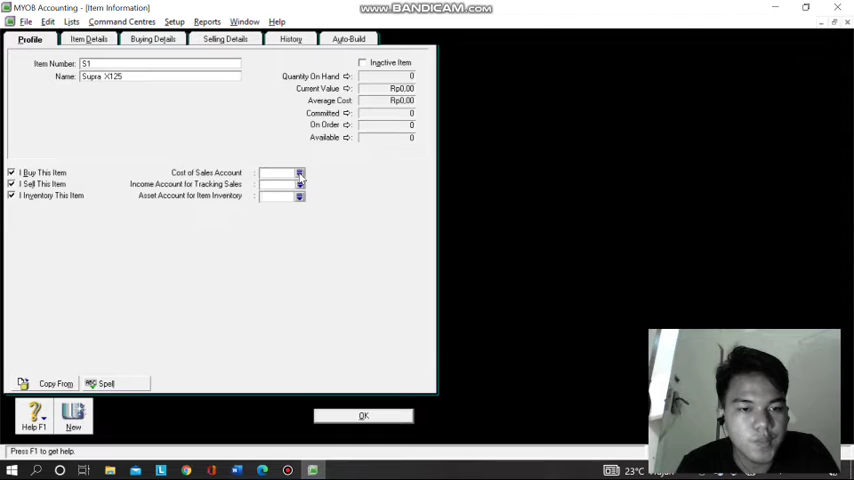 MYOB Accounting - [Item Information]
www.BANDICAM.com
File Edit Lists Command Centres Setup Reports Window Help
Profile Item Details Buying Details Selling Details History Auto-Build
Item Number: S1
Name: Supra X125
Inactive Item
Quantity On Hand : 0
Current Value : Rp0,00
Average Cost: Rp0,00
Committed : 0
On Order : 0
Available : 0
I Buy This Item Cost of Sales Account :
I Sell This Item Income Account for Tracking Sales :
I Inventory This Item Asset Account for Item Inventory :
Copy From Spell
Help F1 New OK
Press F1 to get help.
23°C